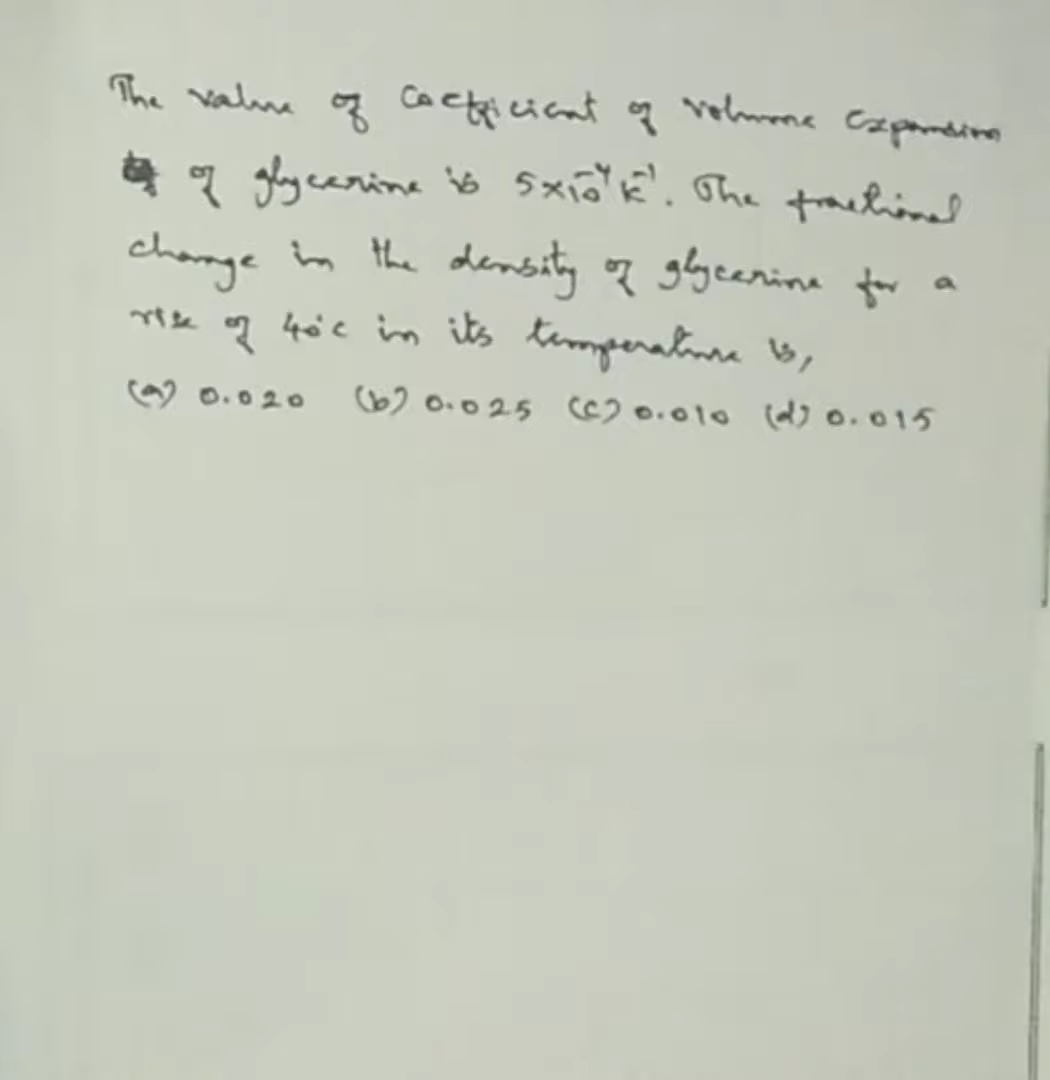 The value of coefficient of volume expansion
of glycerine is 5×10⁻⁴ K⁻¹. The fractional
change in the density of glycerine for a
rise of 40°C in its temperature is,
(a) 0.020 (b) 0.025 (c) 0.010 (d) 0.015